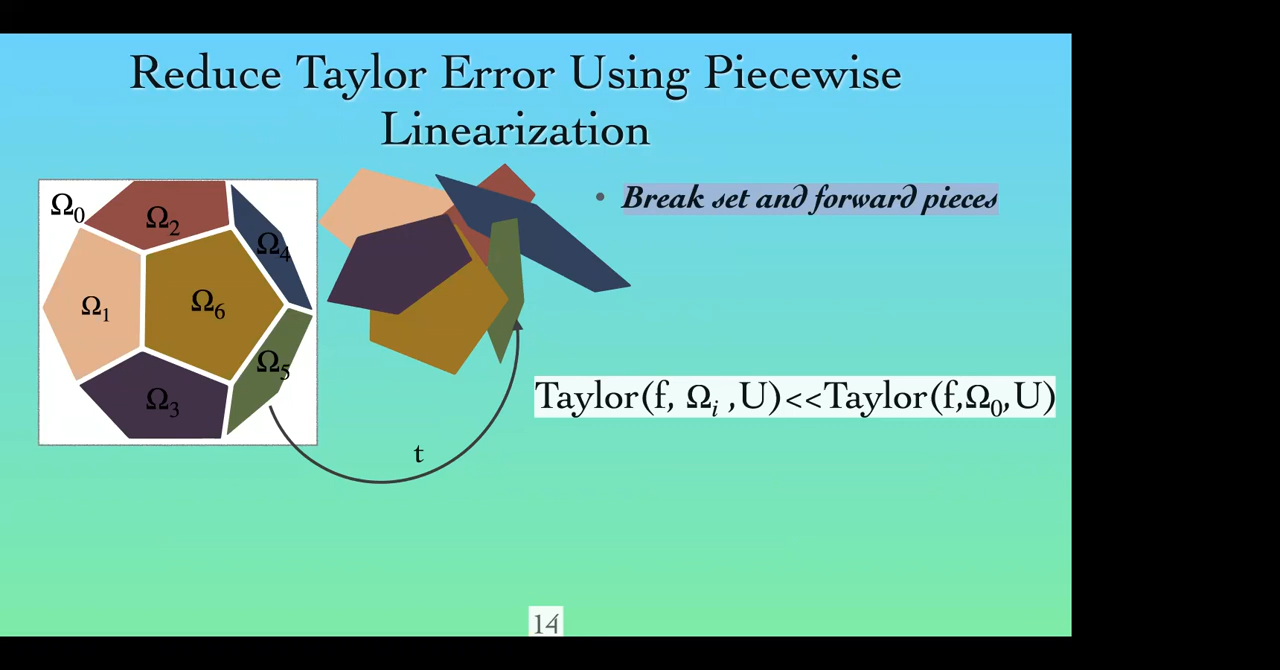 Reduce Taylor Error Using Piecewise
Linearization
Ω₀
Ω₂
Ω₄
Ω₁
Ω₆
Ω₅
Ω₃
t
• Break set and forward pieces
Taylor(f, Ωᵢ ,U)<<Taylor(f,Ω₀,U)
14